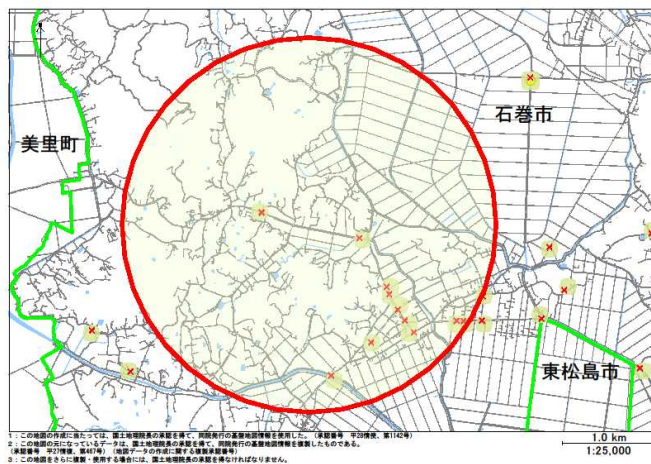 石巻市
美里町
東松島市
1：この地図の作成に当たっては、国土地理院長の承認を得て、同院発行の基盤地図情報を使用した。（承認番号 平28情使、第1142号）
2：この地図の元になっているデータは、国土地理院長の承認を得て、同院発行の基盤地図情報を複製したものである。
（承認番号 平27情複、第467号）（地図データの作成に関する複製承認番号）
3：この地図をさらに複製・使用する場合には、国土地理院長の承認を得なければなりません。
1.0 km
1:25,000